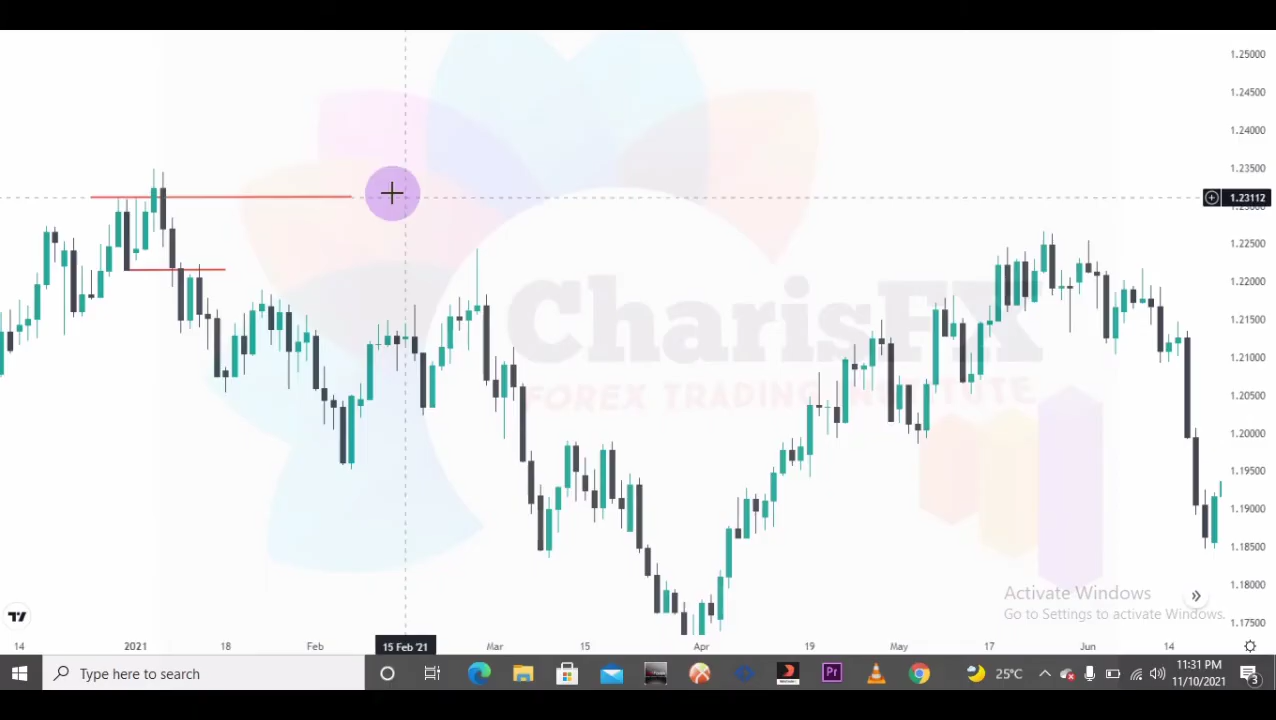 1.25000
1.24500
1.24000
1.23500
1.23112
1.22500
1.22000
1.21500
1.21000
1.20500
1.20000
1.19500
1.19000
1.18500
1.18000
1.17500
CharisFX
FOREX TRADING INSTITUTE
Activate Windows
Go to Settings to activate Windows.
14 2021 18 Feb 15 Feb '21 Mar 15 Apr 19 May 17 Jun 14
Type here to search
Pr
25°C
11:31 PM
11/10/2021
3